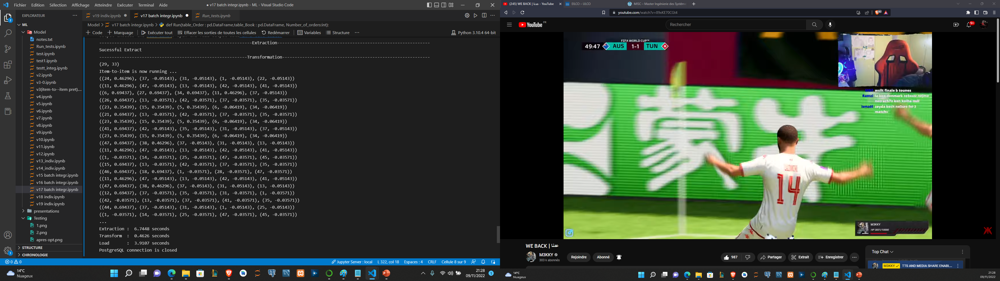 Fichier Edition Sélection Affichage Atteindre Exécuter Terminal Aide
● v17 batch integr.ipynb - ML - Visual Studio Code
EXPLORATEUR
v19 indiv.ipynb
v17 batch integr.ipynb
Run_tests.ipynb
Model > v17 batch integr.ipynb > def Run(table_Order : pd.DataFrame,table_Book : pd.DataFrame, Number_of_orders:int):
+ Code + Marquage Exécuter tout Effacer les sorties de toutes les cellules Redémarrer Variables Structure ...
Python 3.10.4 64-bit
ML
Model
notes.txt
Run_tests.ipynb
test.ipynb
test1.ipynb
testt_integ.ipynb
v2.ipynb
v3-0.ipynb
v3(item-to--item pret)....
v4.ipynb
v5.ipynb
v6.ipynb
v7.ipynb
v8.ipynb
v9.ipynb
v10.ipynb
v11.ipynb
v12.ipynb
v13_indiv.ipynb
v14_indiv.ipynb
v15 batch integr.ipynb
v16 batch integr.ipynb
v17 batch integr.ipynb
v18 indiv.ipynb
v19 indiv.ipynb
presentations
Testing
1.png
2.png
apres opt.png
STRUCTURE
CHRONOLOGIE
Extraction
Sucessful Extract
Transformation
(29, 33)
Item-to-item is now running ...
((24, 0.46296), (37, -0.05143), (31, -0.05143), (1, -0.05143), (22, -0.05143))
((11, 0.46296), (47, -0.05143), (13, -0.05143), (42, -0.05143), (41, -0.05143))
((6, 0.69437), (27, 0.69437), (34, 0.69437), (11, 0.46296), (37, -0.05143))
((26, 0.69437), (13, -0.03571), (42, -0.03571), (37, -0.03571), (35, -0.03571))
((23, 0.35439), (15, 0.35439), (5, 0.35439), (6, -0.06419), (34, -0.06419))
((21, 0.69437), (13, -0.03571), (42, -0.03571), (37, -0.03571), (35, -0.03571))
((23, 0.35439), (15, 0.35439), (5, 0.35439), (6, -0.06419), (34, -0.06419))
((41, 0.69437), (42, -0.05143), (35, -0.05143), (31, -0.05143), (37, -0.05143))
((23, 0.35439), (15, 0.35439), (5, 0.35439), (6, -0.06419), (34, -0.06419))
((47, 0.69437), (38, 0.46296), (37, -0.05143), (31, -0.05143), (13, -0.05143))
((11, 0.46296), (47, -0.05143), (13, -0.05143), (42, -0.05143), (41, -0.05143))
((1, -0.03571), (14, -0.03571), (25, -0.03571), (47, -0.03571), (45, -0.03571))
((15, 0.69437), (13, -0.03571), (42, -0.03571), (37, -0.03571), (35, -0.03571))
((46, 0.69437), (18, 0.69437), (1, -0.03571), (28, -0.03571), (47, -0.03571))
((11, 0.46296), (47, -0.05143), (13, -0.05143), (42, -0.05143), (41, -0.05143))
((47, 0.69437), (38, 0.46296), (37, -0.05143), (31, -0.05143), (13, -0.05143))
((12, 0.69437), (37, -0.03571), (35, -0.03571), (31, -0.03571), (1, -0.03571))
((42, -0.03571), (13, -0.03571), (37, -0.03571), (41, -0.03571), (35, -0.03571))
((44, 0.69437), (37, -0.05143), (31, -0.05143), (1, -0.05143), (25, -0.05143))
((1, -0.03571), (14, -0.03571), (25, -0.03571), (47, -0.03571), (45, -0.03571))
...
Extraction : 6.7448 seconds
Transform : 0.4626 seconds
Load : 3.9107 seconds
PostgreSQL connection is closed
0 0 Jupyter Server : local L 322, col 18 Espaces : 4 CRLF Cellule 8 sur 9
14°C
Nuageux
21:28
09/11/2022
1
(245) WE BACK | عدنا - YouTube
EILCO – ULCO
MISC – Master Ingénierie des Système
youtube.com/watch?v=89xKE70CGt4
YouTube FR
Rechercher
9+
FIFA WORLD CUP™
49:47 AUS 1-1 TUN
wsilt finale b tounes
Ramzi la ken denmark te5sser nejmo
netrach7o ken kolha null
ismaël zeyda bech ne5sro fel 3
matchs
蒙牛
14
M3KKY
HP 3021/10000
WE BACK | عدنا
M3KKY
303 k abonnés
Rejoindre Abonné
987 Partager Extrait Enregistrer ...
Top Chat
M3KKY TTS AND MEDIA SHARE ENABL...
14°C
Nuageux
21:28
09/11/2022